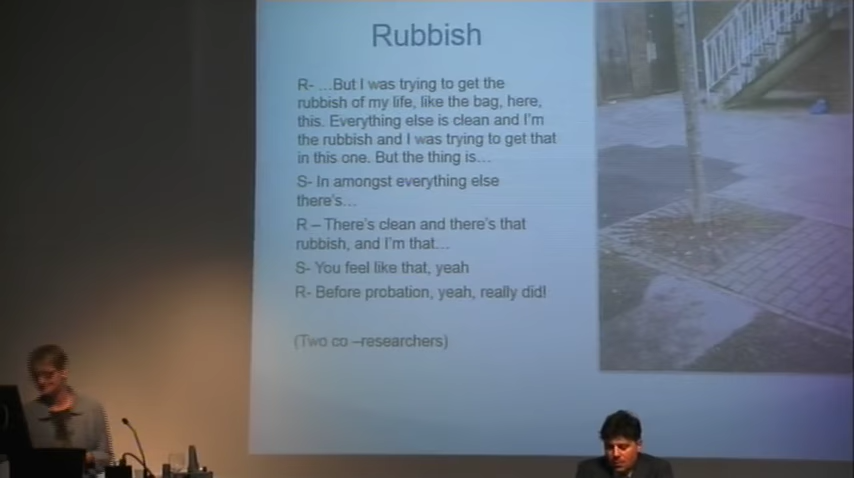 Rubbish
R- ...But I was trying to get the
rubbish of my life, like the bag, here,
this. Everything else is clean and I'm
the rubbish and I was trying to get that
in this one. But the thing is...
S- In amongst everything else
there's...
R – There's clean and there's that
rubbish, and I'm that...
S- You feel like that, yeah
R- Before probation, yeah, really did!
(Two co –researchers)